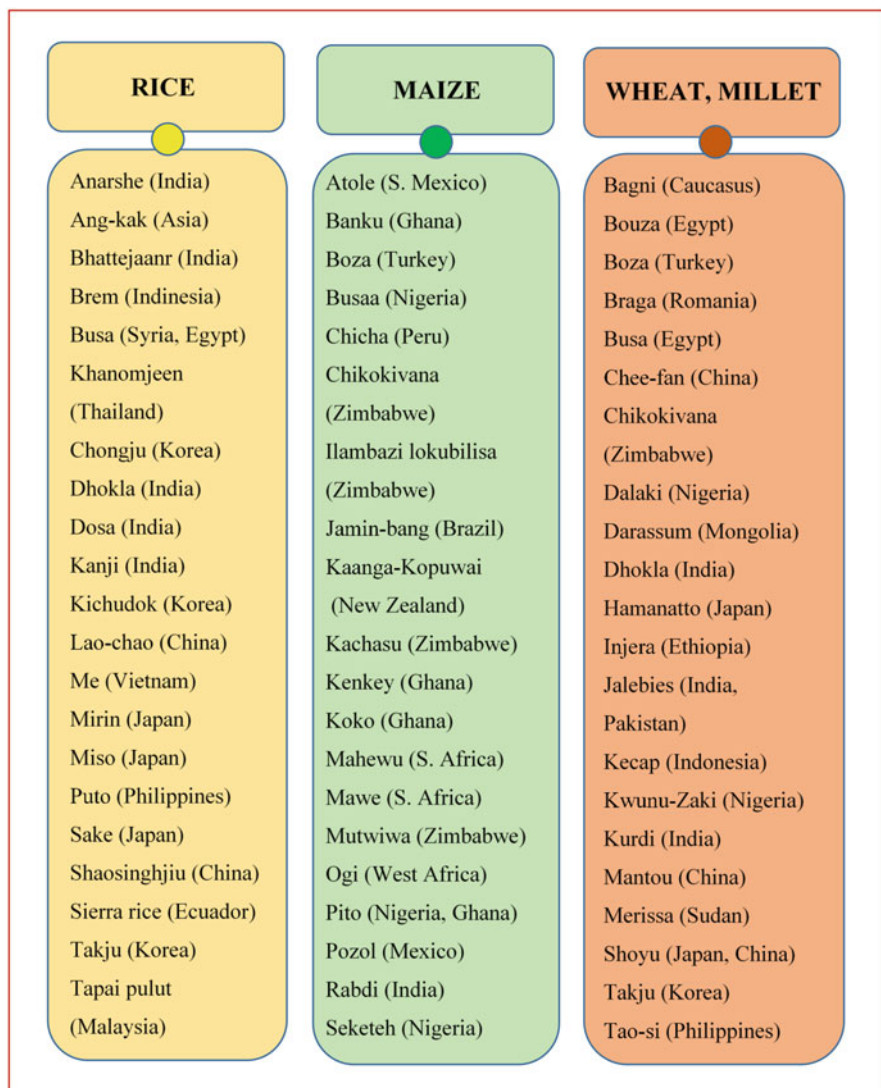 RICE
Anarshe (India)
Ang-kak (Asia)
Bhattejaanr (India)
Brem (Indinesia)
Busa (Syria, Egypt)
Khanomjeen
(Thailand)
Chongju (Korea)
Dhokla (India)
Dosa (India)
Kanji (India)
Kichudok (Korea)
Lao-chao (China)
Me (Vietnam)
Mirin (Japan)
Miso (Japan)
Puto (Philippines)
Sake (Japan)
Shaosinghjiu (China)
Sierra rice (Ecuador)
Takju (Korea)
Tapai pulut
(Malaysia)
MAIZE
Atole (S. Mexico)
Banku (Ghana)
Boza (Turkey)
Busaa (Nigeria)
Chicha (Peru)
Chikokivana
(Zimbabwe)
Ilambazi lokubilisa
(Zimbabwe)
Jamin-bang (Brazil)
Kaanga-Kopuwai
(New Zealand)
Kachasu (Zimbabwe)
Kenkey (Ghana)
Koko (Ghana)
Mahewu (S. Africa)
Mawe (S. Africa)
Mutwiwa (Zimbabwe)
Ogi (West Africa)
Pito (Nigeria, Ghana)
Pozol (Mexico)
Rabdi (India)
Seketeh (Nigeria)
WHEAT, MILLET
Bagni (Caucasus)
Bouza (Egypt)
Boza (Turkey)
Braga (Romania)
Busa (Egypt)
Chee-fan (China)
Chikokivana
(Zimbabwe)
Dalaki (Nigeria)
Darassum (Mongolia)
Dhokla (India)
Hamanatto (Japan)
Injera (Ethiopia)
Jalebies (India,
Pakistan)
Kecap (Indonesia)
Kwunu-Zaki (Nigeria)
Kurdi (India)
Mantou (China)
Merissa (Sudan)
Shoyu (Japan, China)
Takju (Korea)
Tao-si (Philippines)